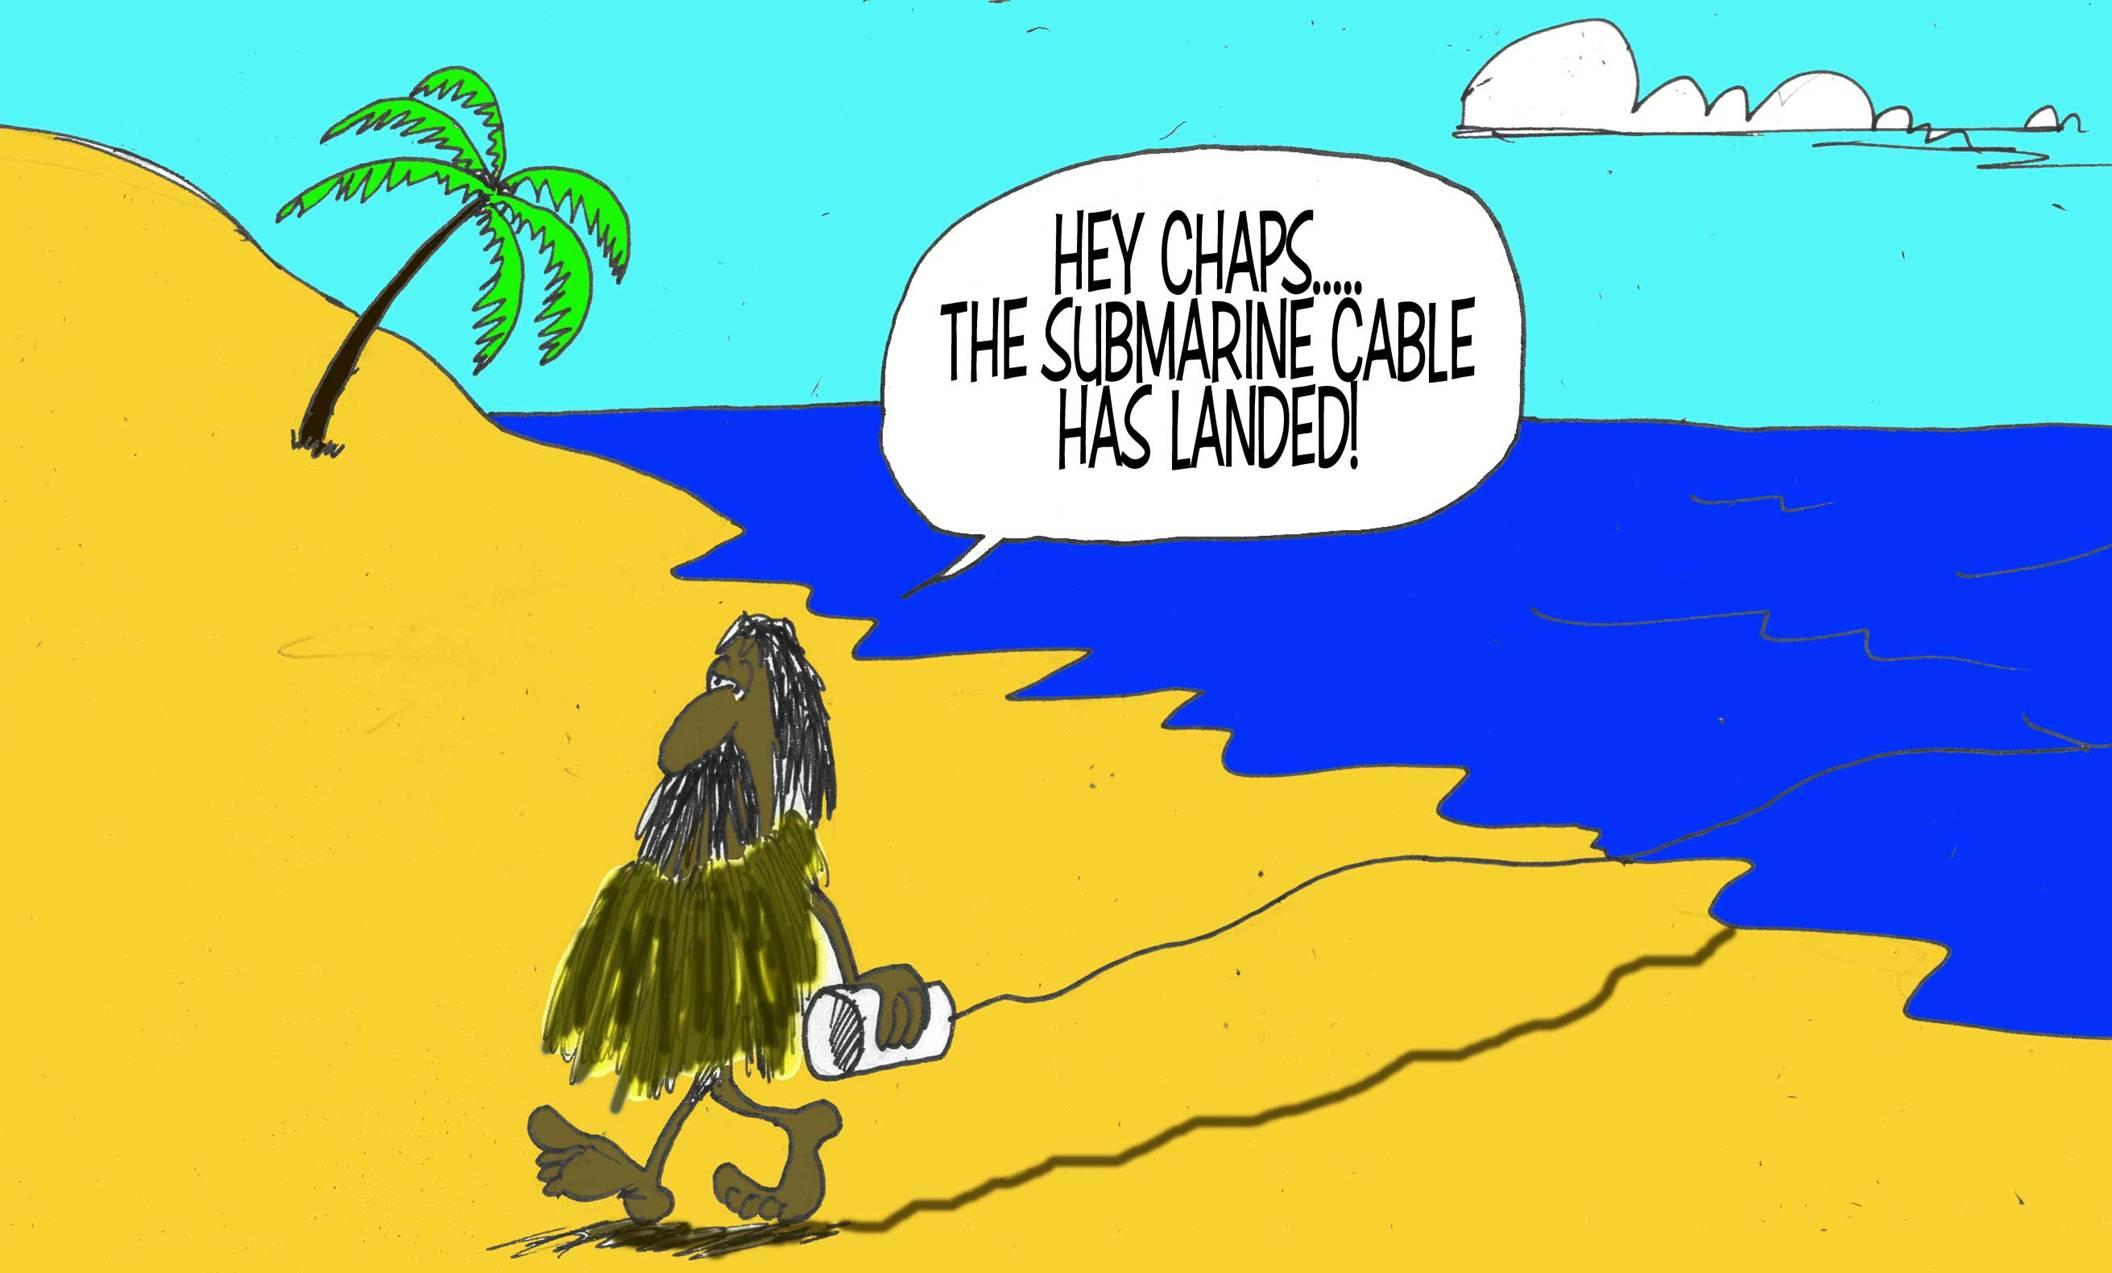 HEY CHAPS.....
THE SUBMARINE CABLE
HAS LANDED!